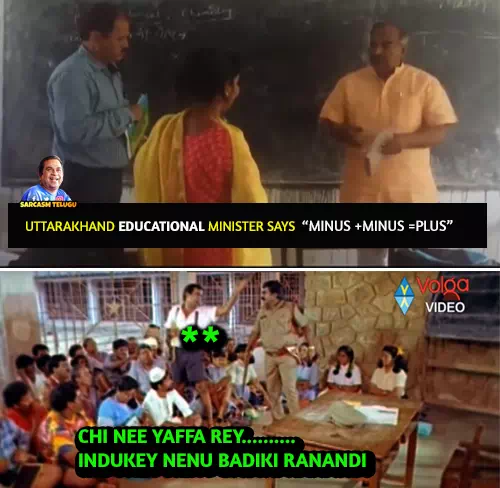 SARCASM TELUGU
UTTARAKHAND EDUCATIONAL MINISTER SAYS "MINUS +MINUS =PLUS"
Volga
VIDEO
**
CHI NEE YAFFA REY..........
INDUKEY NENU BADIKI RANANDI